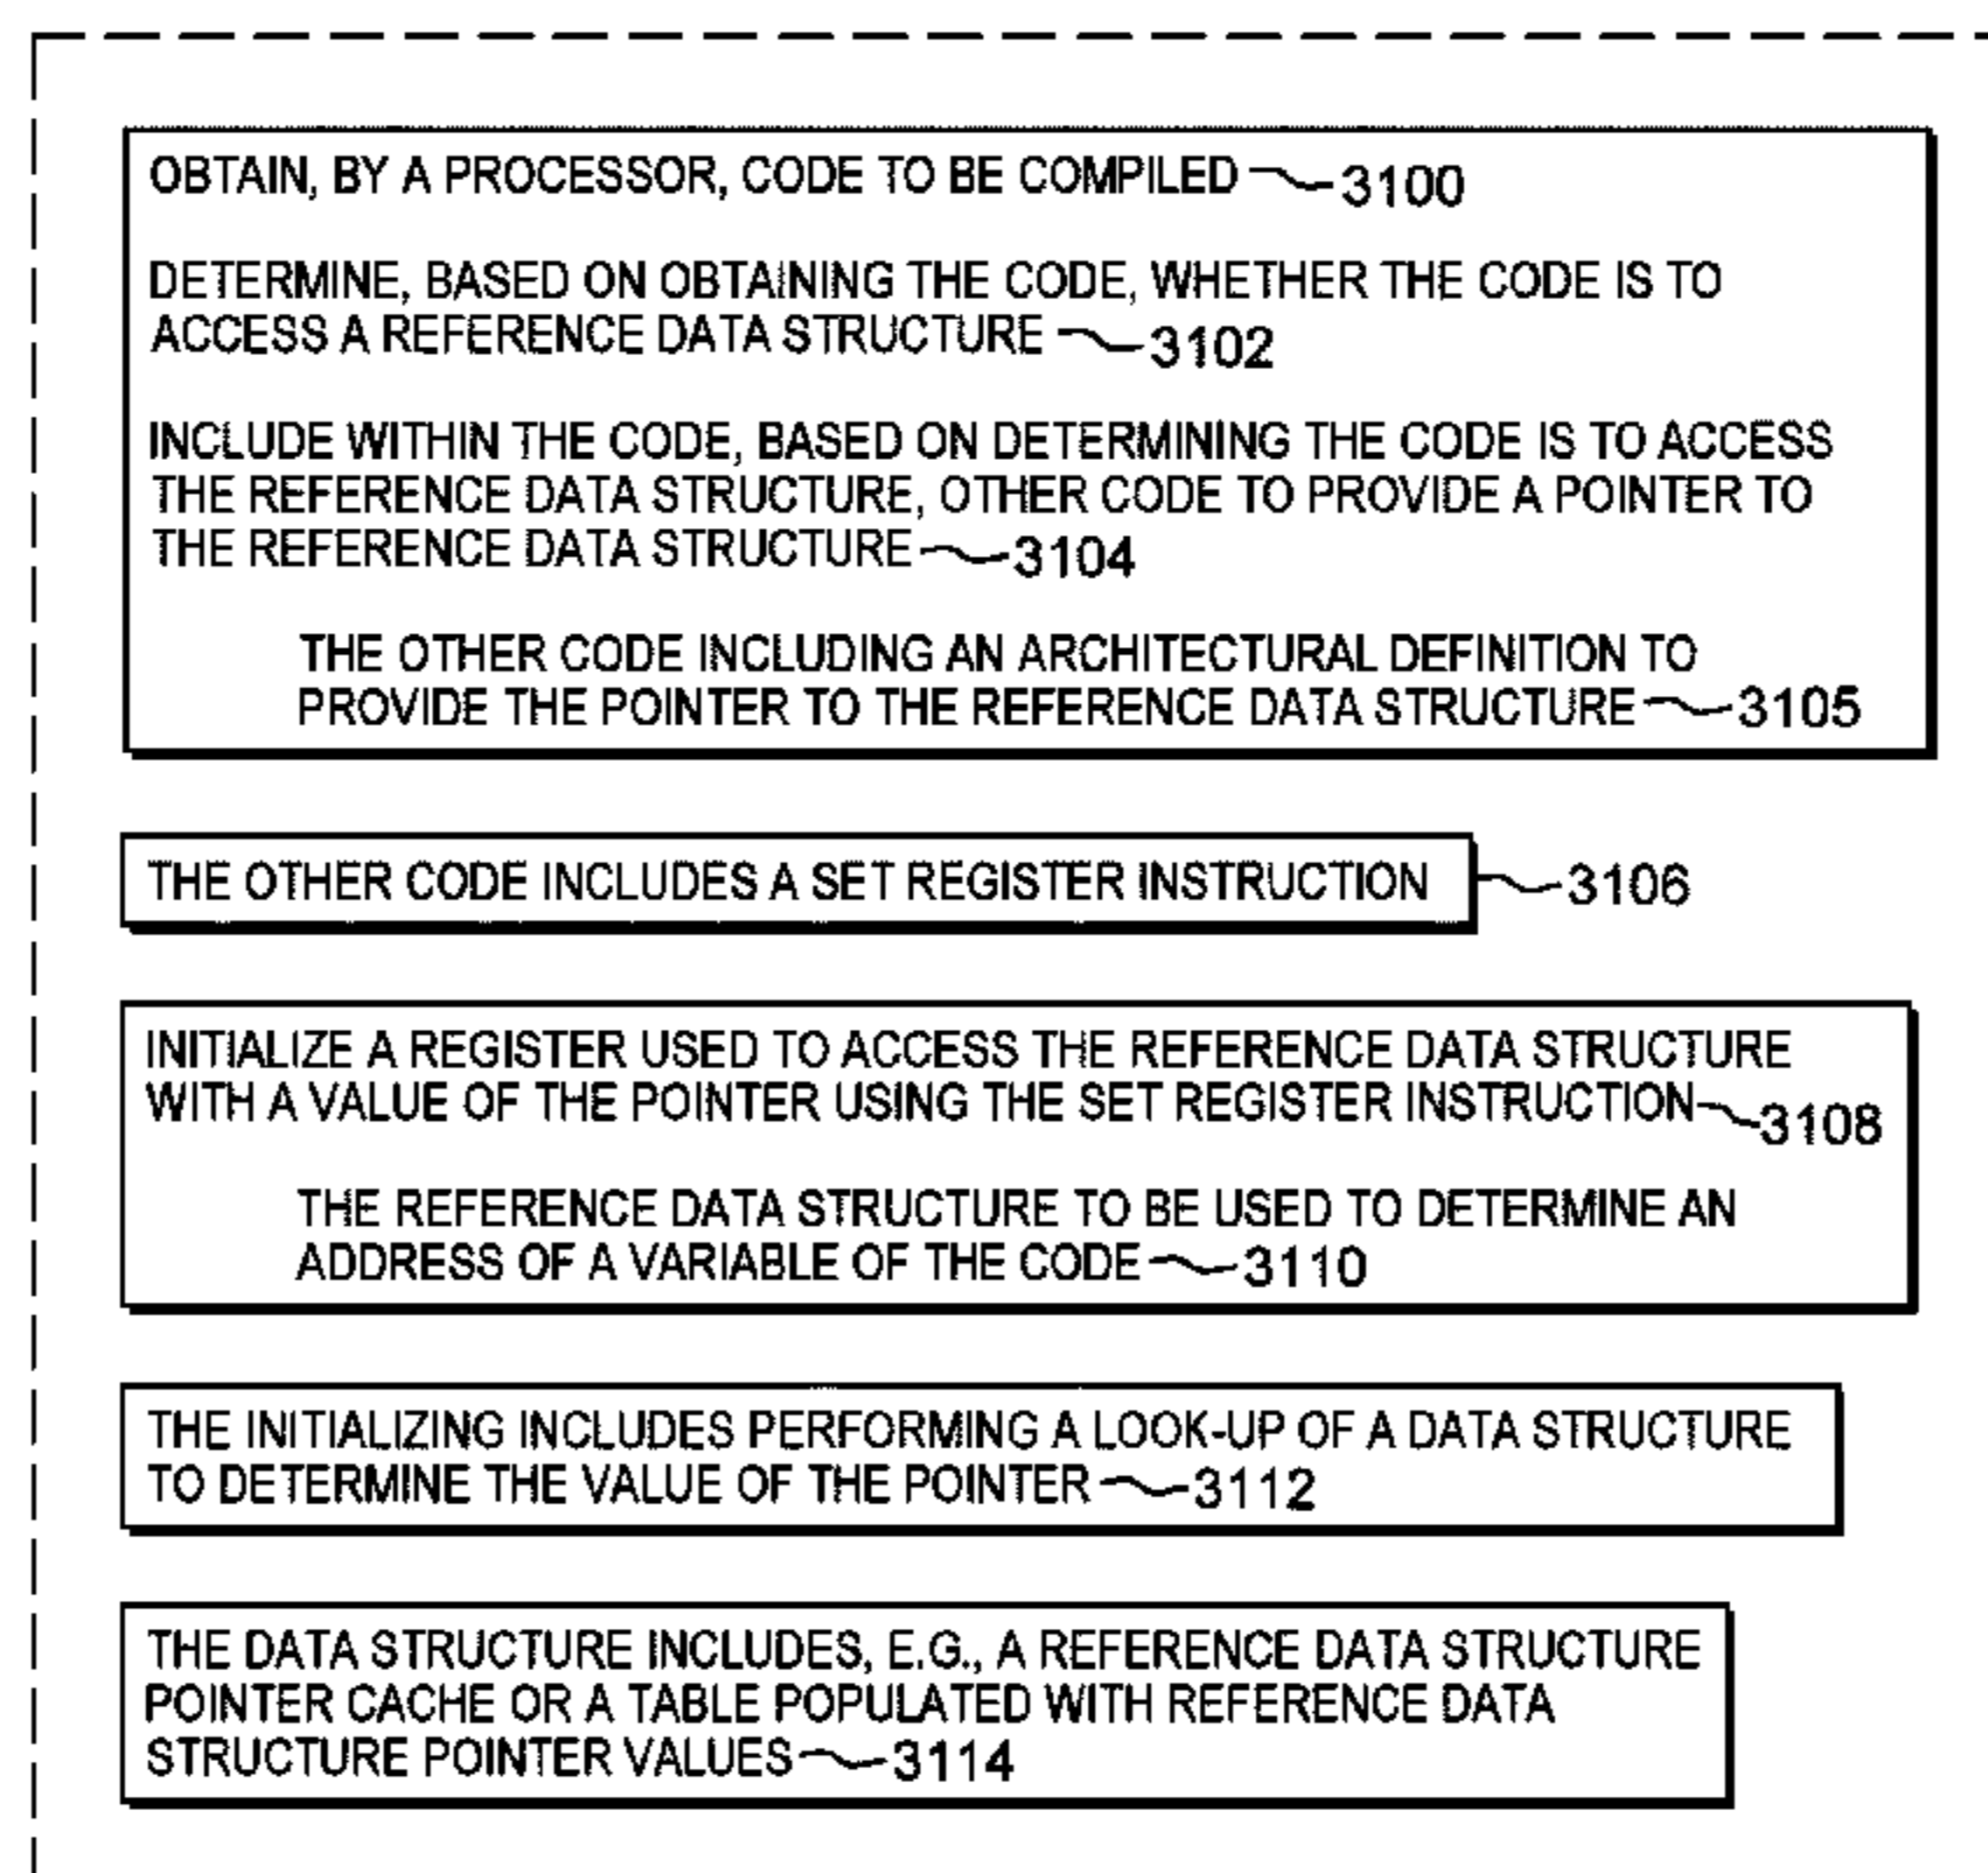 OBTAIN, BY A PROCESSOR, CODE TO BE COMPILED 3100
DETERMINE, BASED ON OBTAINING THE CODE, WHETHER THE CODE IS TO
ACCESS A REFERENCE DATA STRUCTURE 3102
INCLUDE WITHIN THE CODE, BASED ON DETERMINING THE CODE IS TO ACCESS
THE REFERENCE DATA STRUCTURE, OTHER CODE TO PROVIDE A POINTER TO
THE REFERENCE DATA STRUCTURE 3104
THE OTHER CODE INCLUDING AN ARCHITECTURAL DEFINITION TO
PROVIDE THE POINTER TO THE REFERENCE DATA STRUCTURE 3105
THE OTHER CODE INCLUDES A SET REGISTER INSTRUCTION 3106
INITIALIZE A REGISTER USED TO ACCESS THE REFERENCE DATA STRUCTURE
WITH A VALUE OF THE POINTER USING THE SET REGISTER INSTRUCTION 3108
THE REFERENCE DATA STRUCTURE TO BE USED TO DETERMINE AN
ADDRESS OF A VARIABLE OF THE CODE 3110
THE INITIALIZING INCLUDES PERFORMING A LOOK-UP OF A DATA STRUCTURE
TO DETERMINE THE VALUE OF THE POINTER 3112
THE DATA STRUCTURE INCLUDES, E.G., A REFERENCE DATA STRUCTURE
POINTER CACHE OR A TABLE POPULATED WITH REFERENCE DATA
STRUCTURE POINTER VALUES 3114